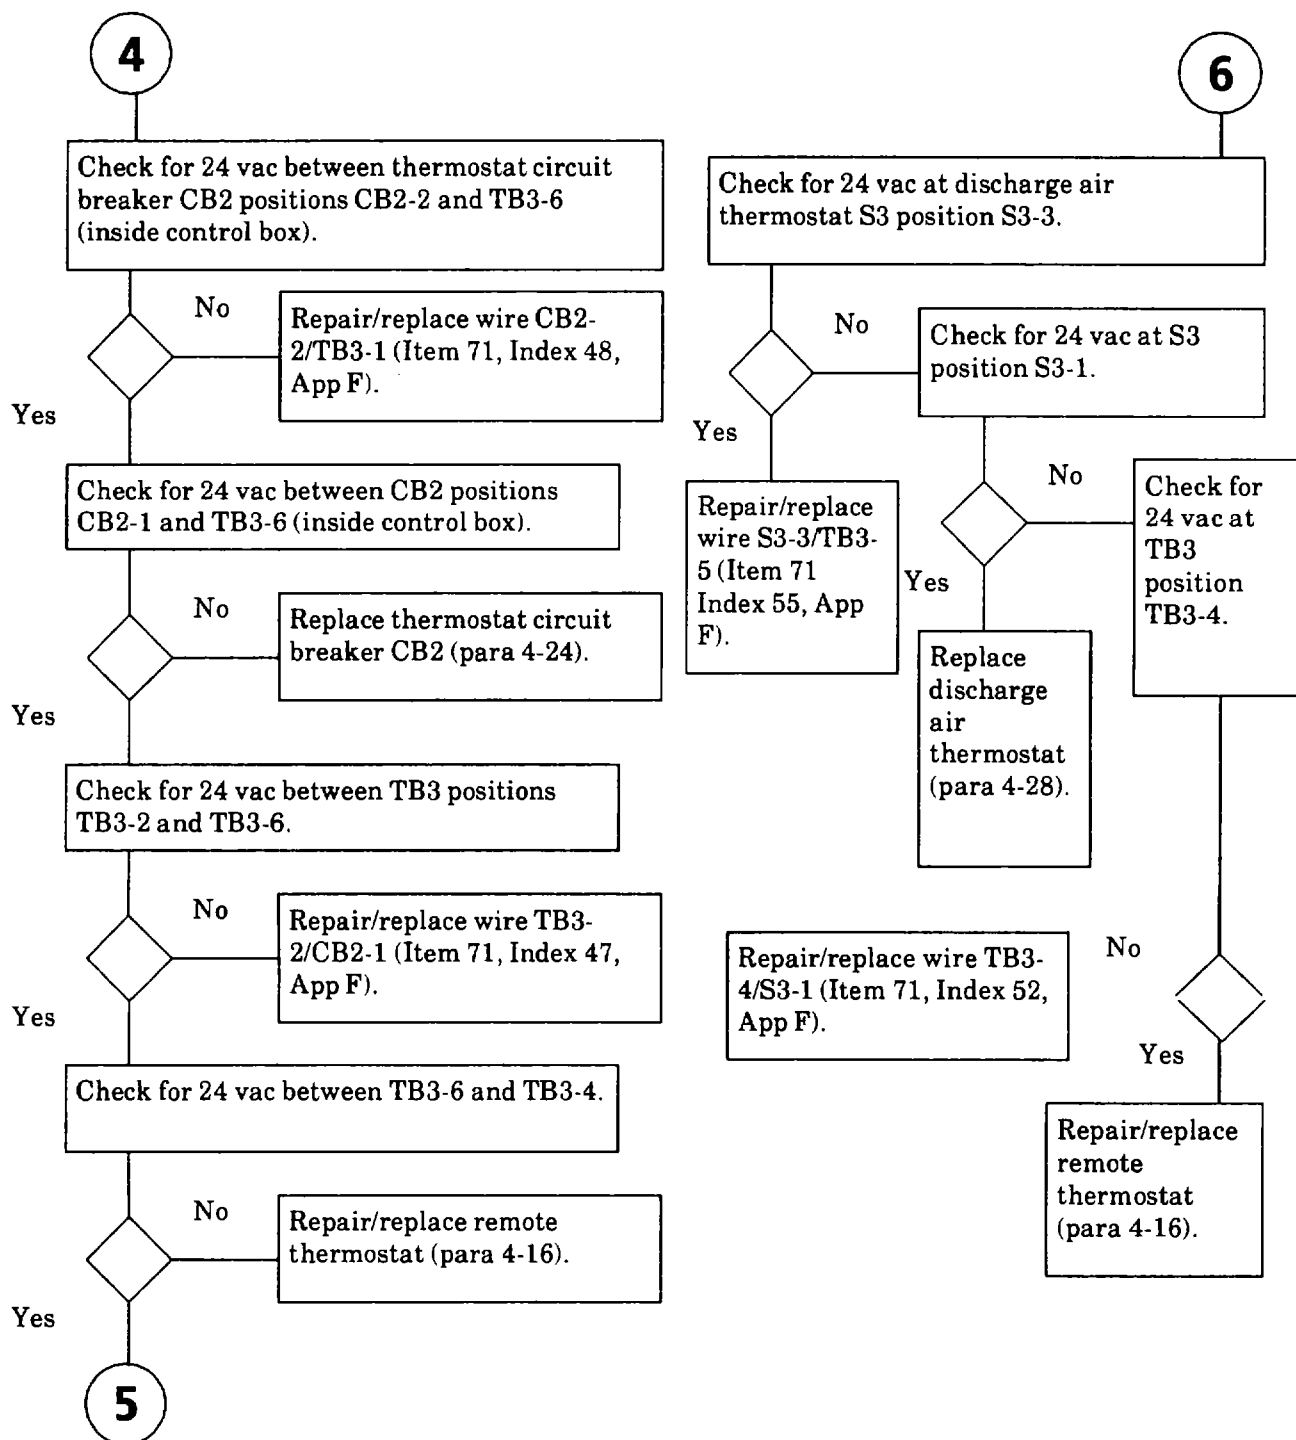 4
Check for 24 vac between thermostat circuit
breaker CB2 positions CB2-2 and TB3-6
(inside control box).
No
Repair/replace wire CB2-
2/TB3-1 (Item 71, Index 48,
App F).
Yes
Check for 24 vac between CB2 positions
CB2-1 and TB3-6 (inside control box).
No
Replace thermostat circuit
breaker CB2 (para 4-24).
Yes
Check for 24 vac between TB3 positions
TB3-2 and TB3-6.
No
Repair/replace wire TB3-
2/CB2-1 (Item 71, Index 47,
App F).
Yes
Check for 24 vac between TB3-6 and TB3-4.
No
Repair/replace remote
thermostat (para 4-16).
Yes
5
6
Check for 24 vac at discharge air
thermostat S3 position S3-3.
No
Check for 24 vac at S3
position S3-1.
Yes
Repair/replace
wire S3-3/TB3-
5 (Item 71
Index 55, App
F).
No
Check for
24 vac at
TB3
position
TB3-4.
Yes
Replace
discharge
air
thermostat
(para 4-28).
No
Repair/replace wire TB3-
4/S3-1 (Item 71, Index 52,
App F).
Yes
Repair/replace
remote
thermostat
(para 4-16).